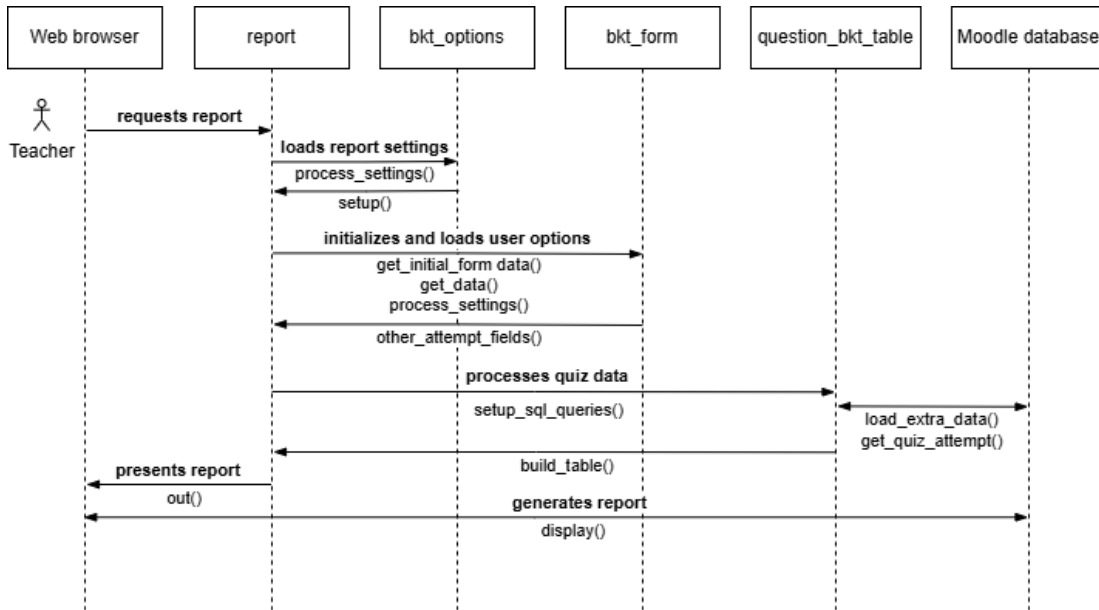 Web browser
report
bkt_options
bkt_form
question_bkt_table
Moodle database
Teacher
requests report
loads report settings
process_settings()
setup()
initializes and loads user options
get_initial_form data()
get_data()
process_settings()
other_attempt_fields()
processes quiz data
setup_sql_queries()
load_extra_data()
get_quiz_attempt()
build_table()
presents report
out()
generates report
display()